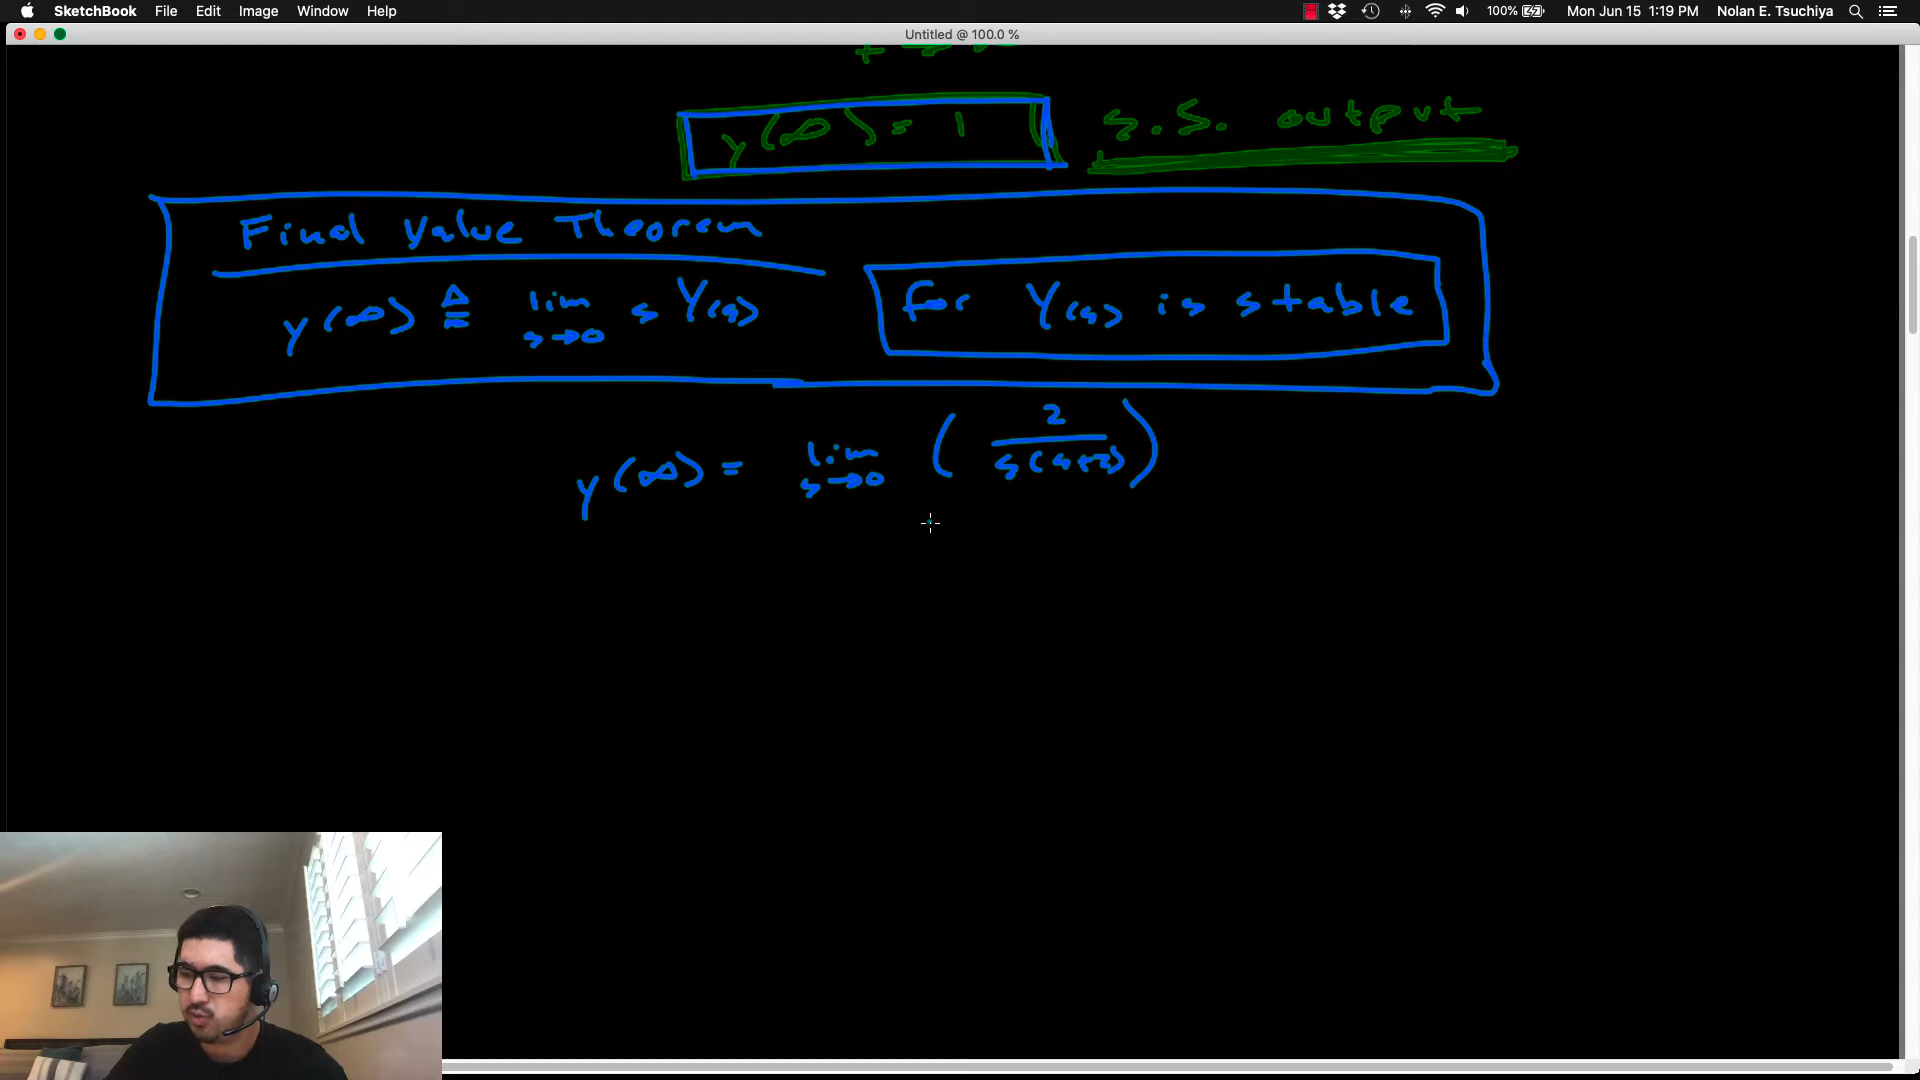 SketchBook File Edit Image Window Help 100% Mon Jun 15 1:19 PM Nolan E. Tsuchiya
Untitled @ 100.0 %
y(∞) = 1 s.s. output
Final Value Theorem
y(∞) ≜ lim s→0 s Y(s) for Y(s) is stable
y(∞) = lim s→0 ( 2 / s(s+2) )